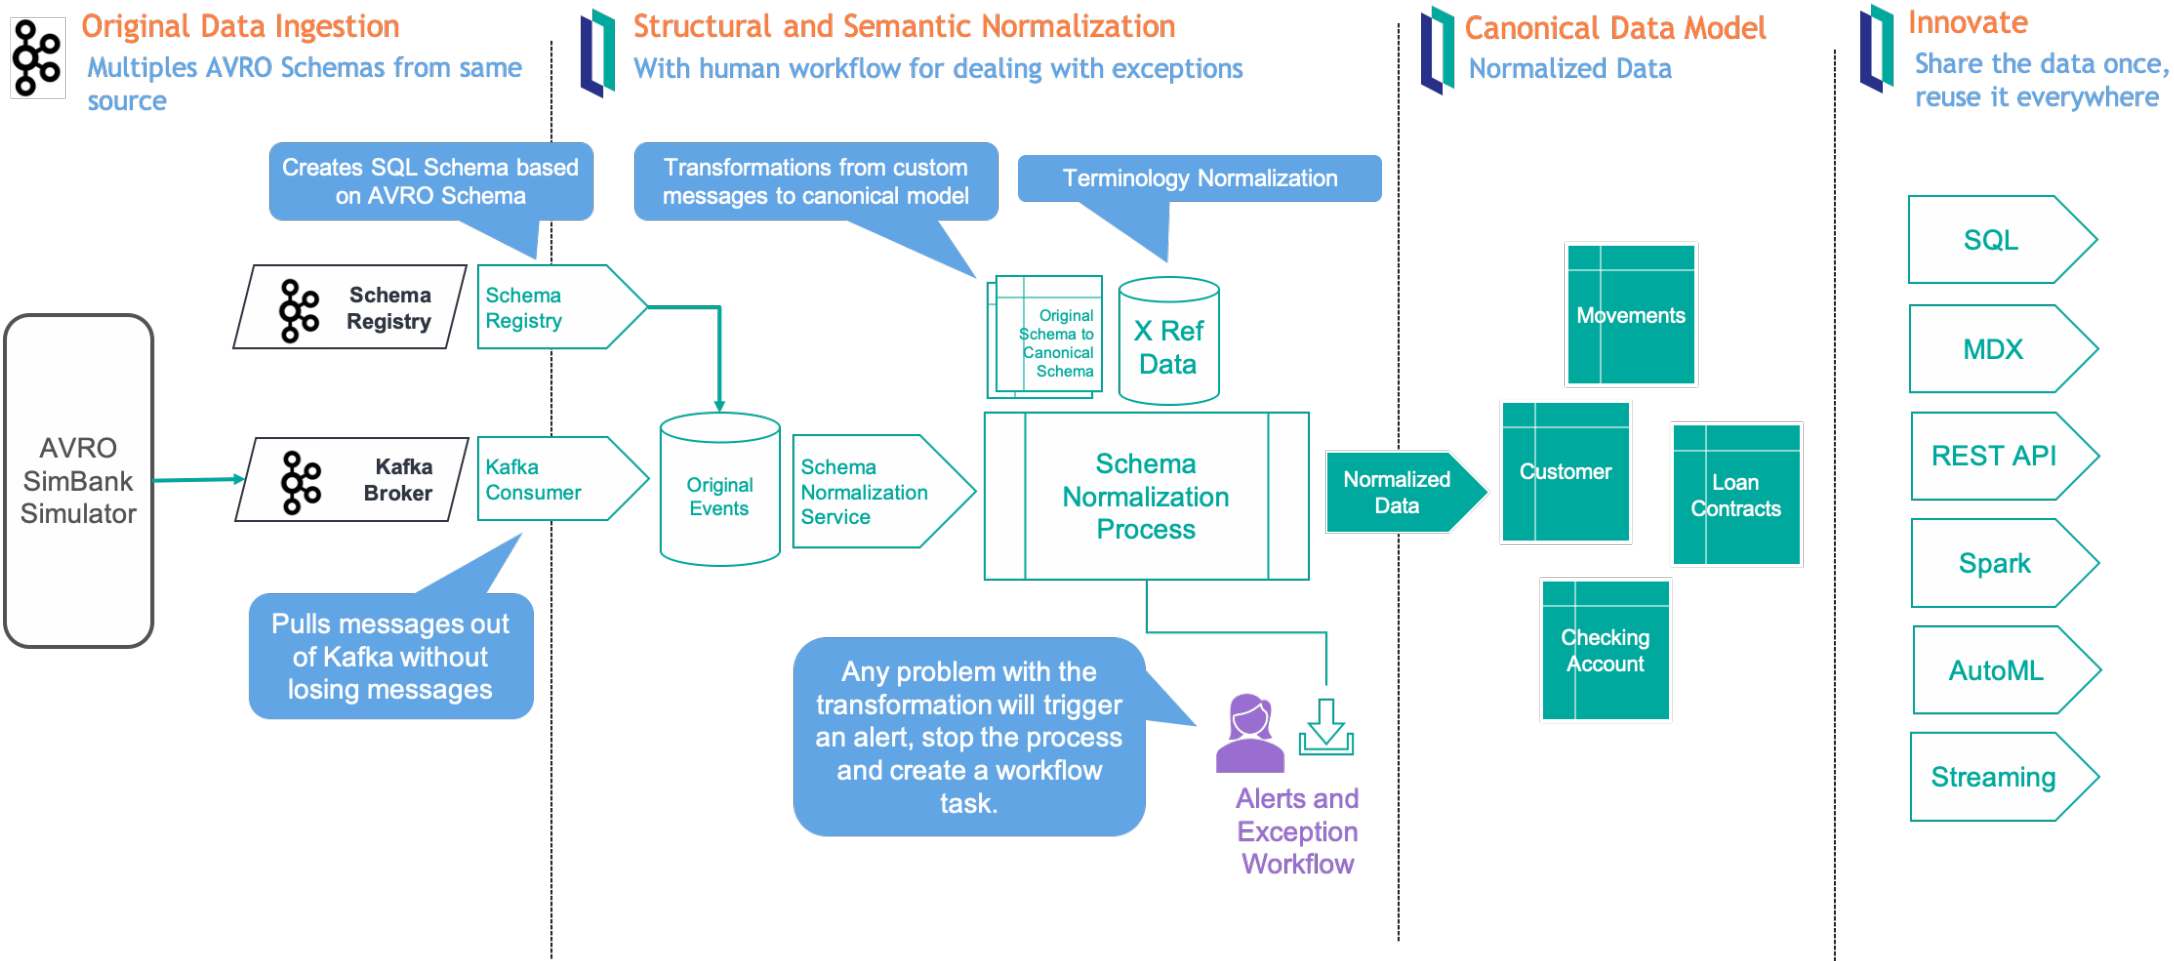 Original Data Ingestion
Multiples AVRO Schemas from same
source
Structural and Semantic Normalization
With human workflow for dealing with exceptions
Canonical Data Model
Normalized Data
Innovate
Share the data once,
reuse it everywhere
Creates SQL Schema based
on AVRO Schema
Transformations from custom
messages to canonical model
Terminology Normalization
Schema
Registry
Schema
Registry
Original
Schema to
Canonical
Schema
X Ref
Data
AVRO
SimBank
Simulator
Kafka
Broker
Kafka
Consumer
Original
Events
Schema
Normalization
Service
Schema
Normalization
Process
Normalized
Data
Movements
Customer
Loan
Contracts
Checking
Account
Pulls messages out
of Kafka without
losing messages
Any problem with the
transformation will trigger
an alert, stop the process
and create a workflow
task.
Alerts and
Exception
Workflow
SQL
MDX
REST API
Spark
AutoML
Streaming